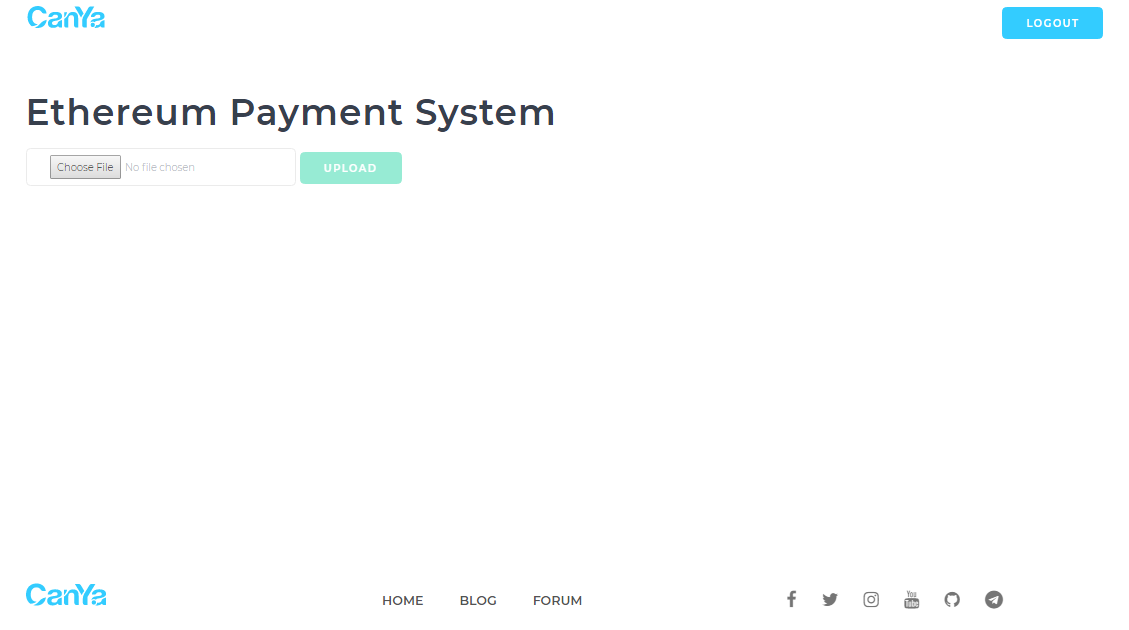 CanYa
LOGOUT
Ethereum Payment System
Choose File No file chosen UPLOAD
CanYa
HOME BLOG FORUM
You Tube